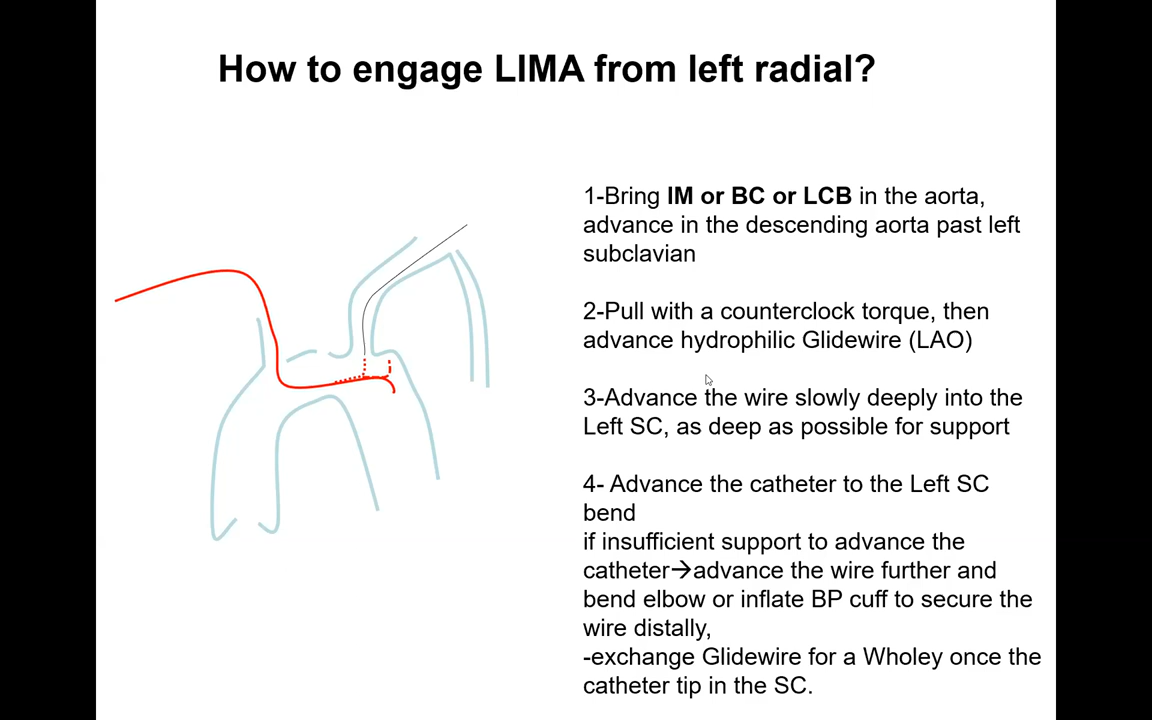 How to engage LIMA from left radial?
1-Bring IM or BC or LCB in the aorta,
advance in the descending aorta past left
subclavian
2-Pull with a counterclock torque, then
advance hydrophilic Glidewire (LAO)
3-Advance the wire slowly deeply into the
Left SC, as deep as possible for support
4- Advance the catheter to the Left SC
bend
if insufficient support to advance the
catheter→advance the wire further and
bend elbow or inflate BP cuff to secure the
wire distally,
-exchange Glidewire for a Wholey once the
catheter tip in the SC.